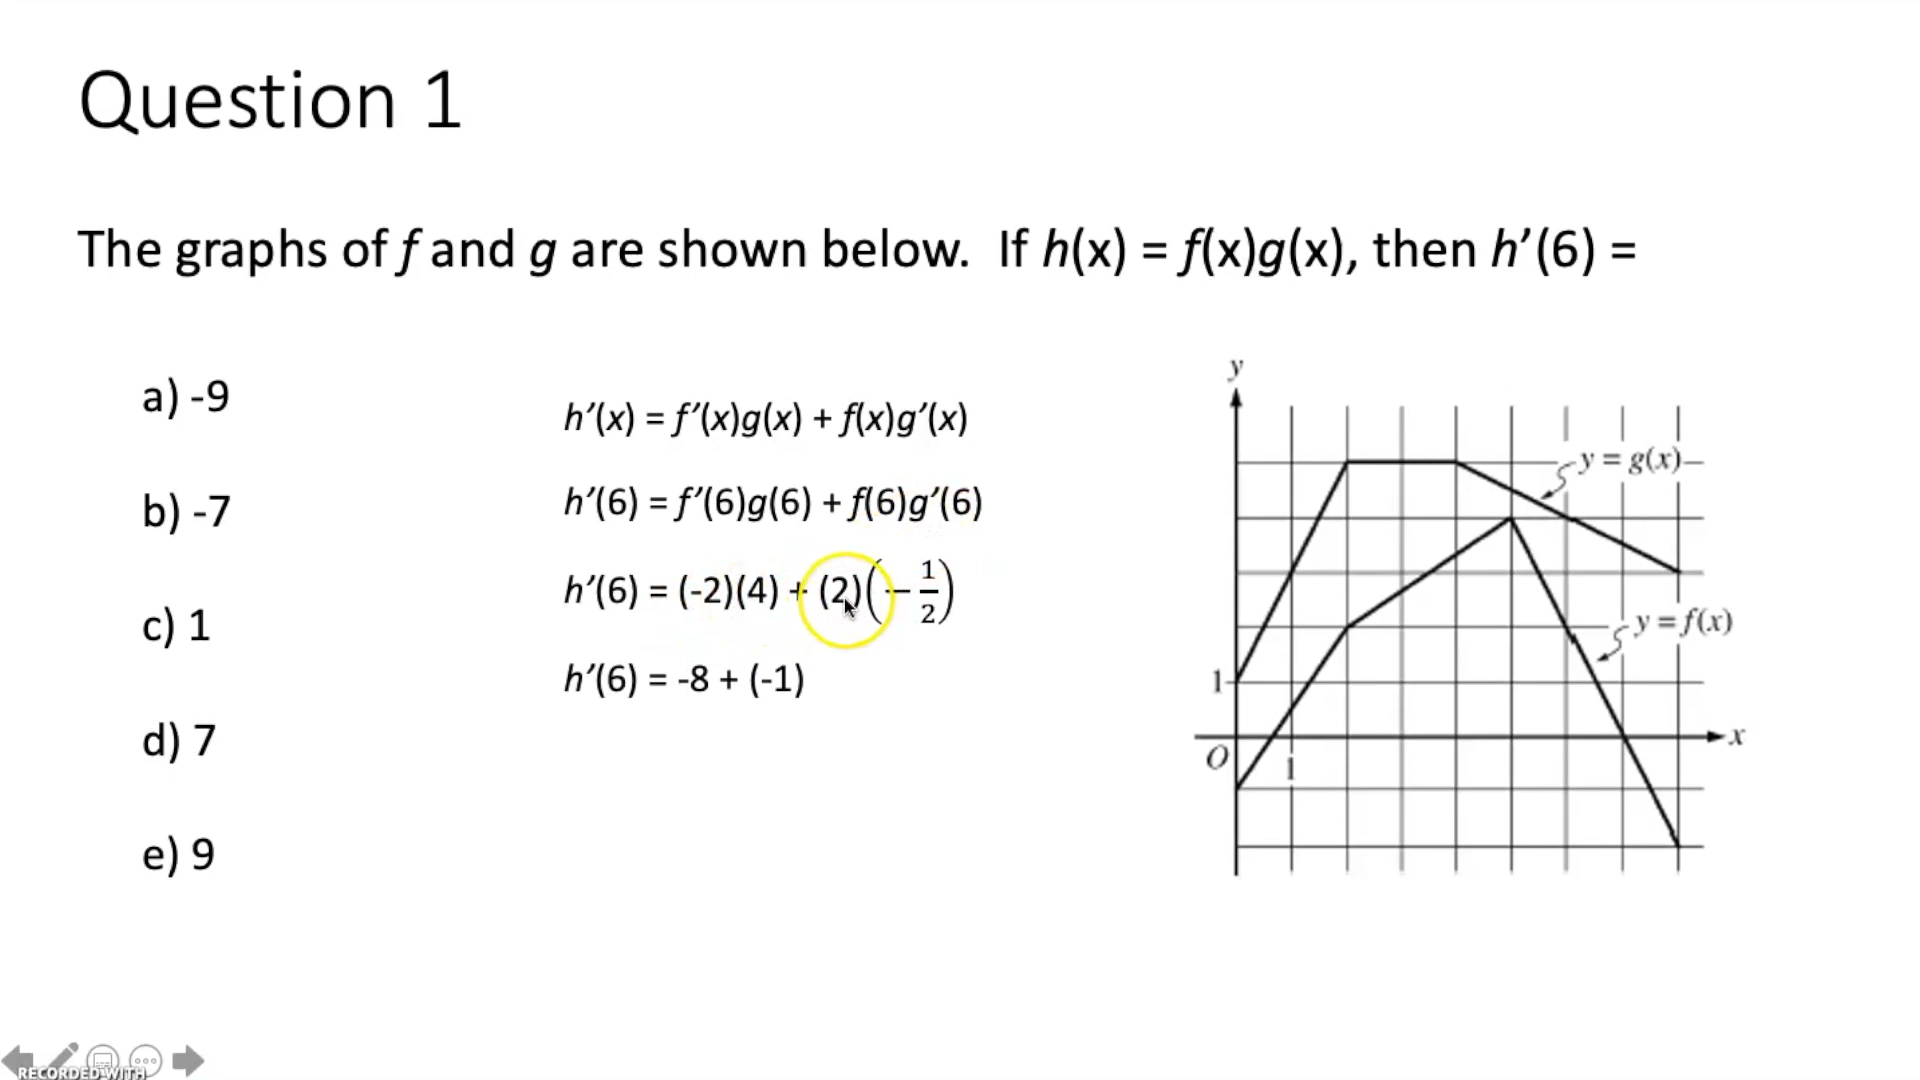 Question 1
The graphs of f and g are shown below.  If h(x) = f(x)g(x), then h′(6) =
a) -9
b) -7
c) 1
d) 7
e) 9
h′(x) = f′(x)g(x) + f(x)g′(x)
h′(6) = f′(6)g(6) + f(6)g′(6)
h′(6) = (-2)(4) + (2)(−1/2)
h′(6) = -8 + (-1)
y
y = g(x)
y = f(x)
1
x
O
1
RECORDED WITH